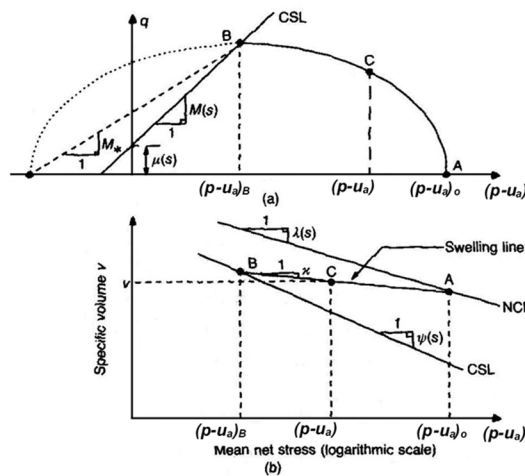 q
CSL
B
C
M(s)
1
M*
1
μ(s)
A
(p-ua)B
(p-ua)
(p-ua)o
(p-ua)
(a)
Specific volume v
1
λ(s)
Swelling line
B
1
κ
C
A
v
NCL
1
ψ(s)
CSL
(p-ua)B
(p-ua)
(p-ua)o
(p-ua)
Mean net stress (logarithmic scale)
(b)